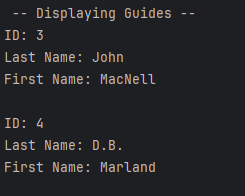 -- Displaying Guides --
ID: 3
Last Name: John
First Name: MacNell
ID: 4
Last Name: D.B.
First Name: Marland